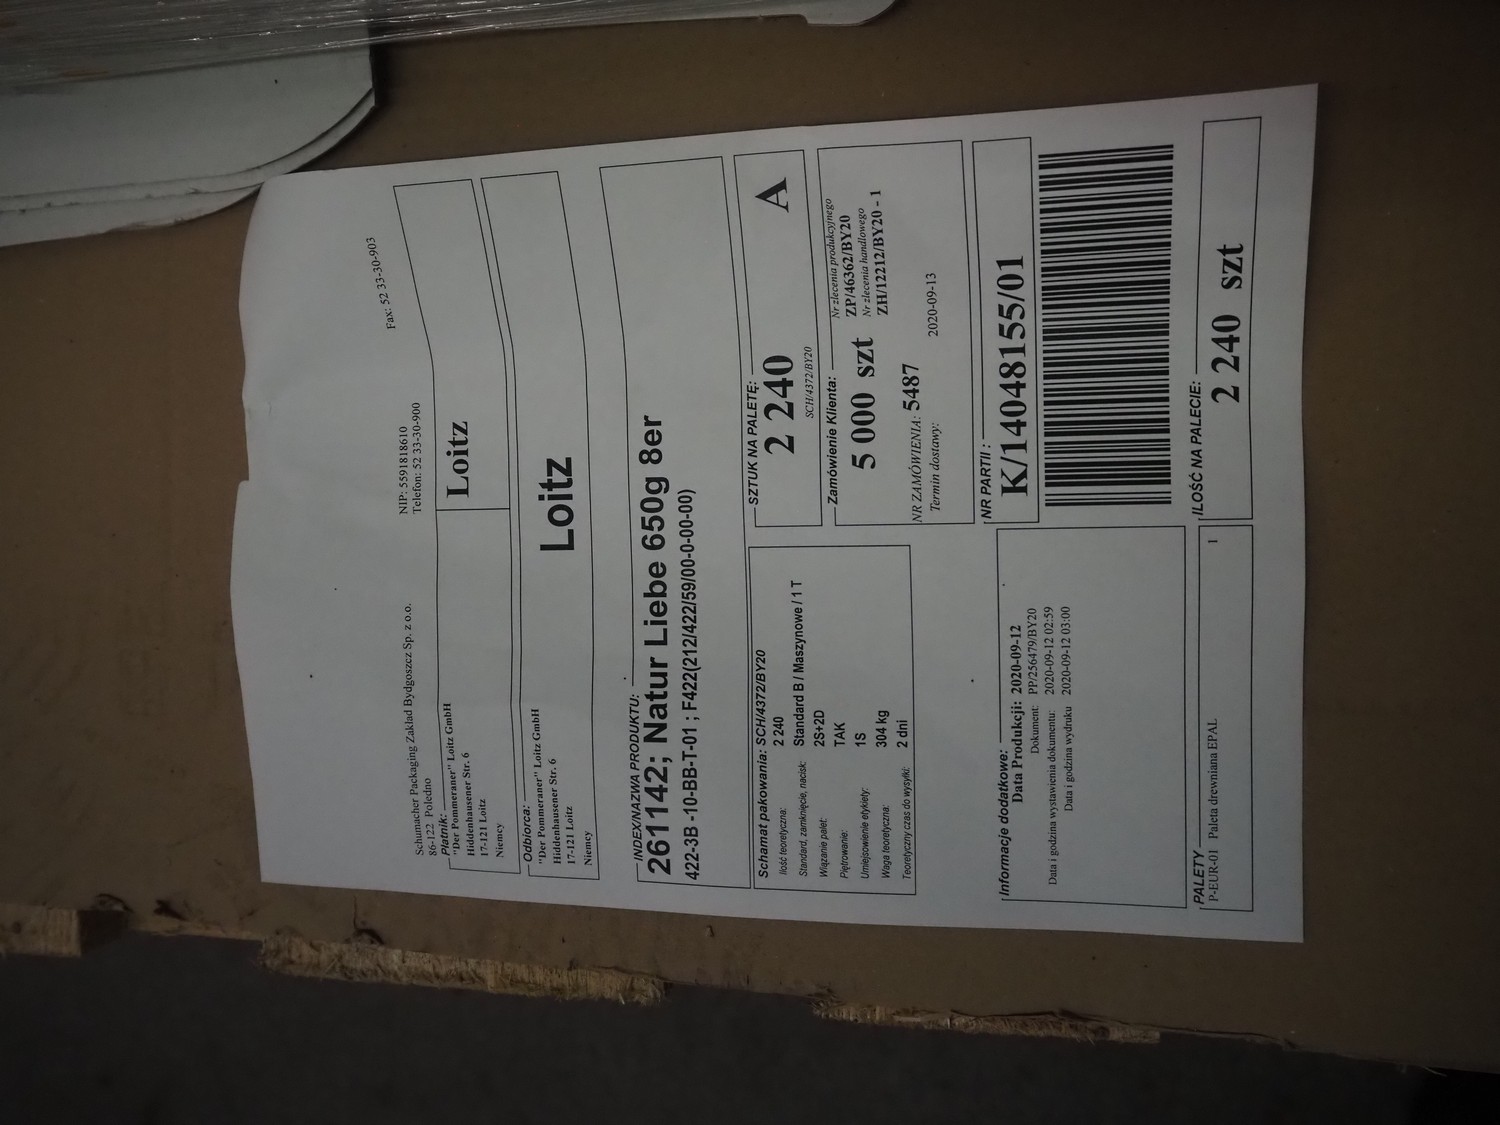 Schumacher Packaging Zakład Bydgoszcz Sp. z o.o.
86-122 Poledno
NIP: 5591818610
Telefon: 52 33-30-900
Fax: 52 33-30-903
Płatnik:
"Der Pommeraner" Loitz GmbH
Hiddenhausener Str. 6
17-121 Loitz
Niemcy
Loitz
Odbiorca:
"Der Pommeraner" Loitz GmbH
Hiddenhausener Str. 6
17-121 Loitz
Niemcy
Loitz
INDEX/NAZWA PRODUKTU:
261142; Natur Liebe 650g 8er
422-3B -10-BB-T-01 ; F422(212/422/59/00-0-00-00)
Schamat pakowania: SCH/4372/BY20
Ilość teoretyczna: 2 240
Standard, zamknięcie, nacisk: Standard B / Maszynowe / 1 T
Wiązanie palet: 2S+2D
Piętrowanie: TAK
Umiejsowienie etykiety: 1S
Waga teoretyczna: 304 kg
Teoretyczny czas do wysyłki: 2 dni
SZTUK NA PALETĘ:
2 240 A
SCH/4372/BY20
Zamówienie Klienta:
5 000 szt
Nr zlecenia produkcyjnego
ZP/46362/BY20
Nr zlecenia handlowego
ZH/12212/BY20 - 1
NR ZAMÓWIENIA: 5487
Termin dostawy: 2020-09-13
Informacje dodatkowe:
Data Produkcji: 2020-09-12
Dokument: PP/256479/BY20
Data i godzina wystawienia dokumentu: 2020-09-12 02:59
Data i godzina wydruku 2020-09-12 03:00
NR PARTII :
K/14048155/01
PALETY
P-EUR-01 Paleta drewniana EPAL 1
ILOŚĆ NA PALECIE:
2 240 szt